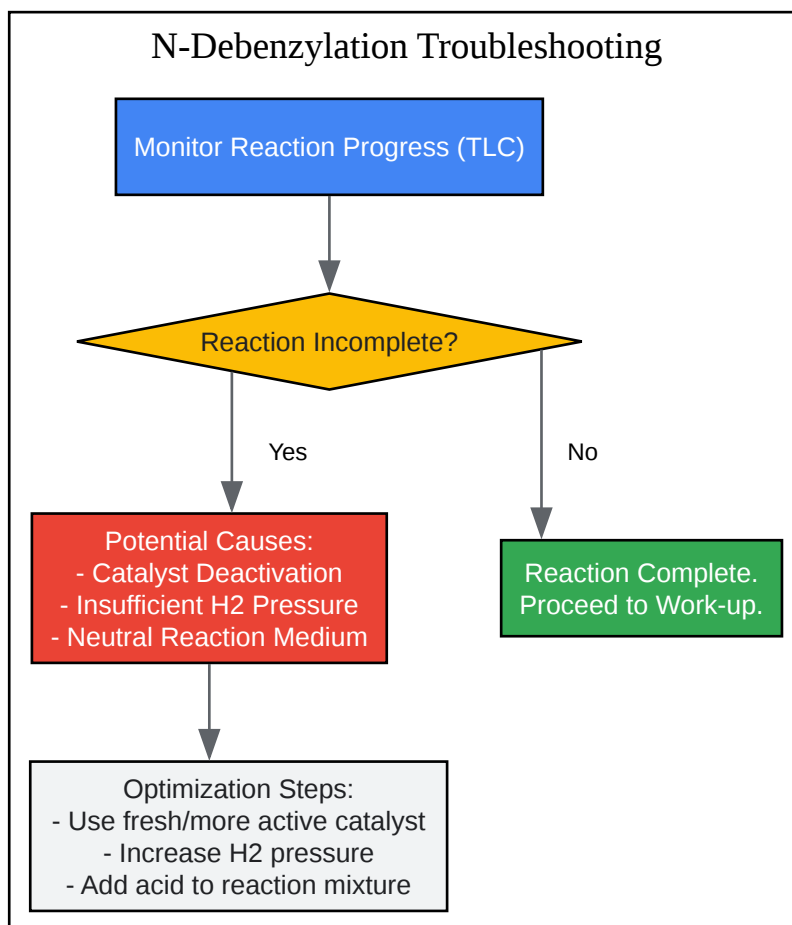 N-Debenzylation Troubleshooting
Monitor Reaction Progress (TLC)
Reaction Incomplete?
Yes
No
Potential Causes:
- Catalyst Deactivation
- Insufficient H2 Pressure
- Neutral Reaction Medium
Reaction Complete.
Proceed to Work-up.
Optimization Steps:
- Use fresh/more active catalyst
- Increase H2 pressure
- Add acid to reaction mixture